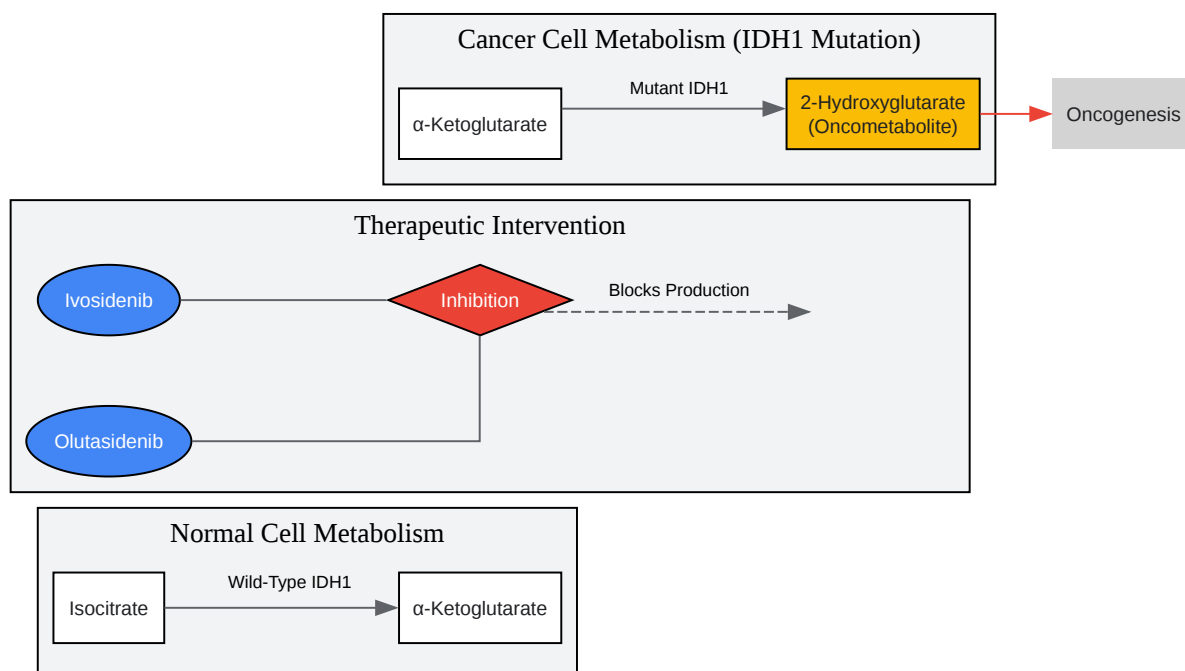 Cancer Cell Metabolism (IDH1 Mutation)
α-Ketoglutarate
Mutant IDH1
2-Hydroxyglutarate
(Oncometabolite)
Oncogenesis
Therapeutic Intervention
Ivosidenib
Inhibition
Blocks Production
Olutasidenib
Normal Cell Metabolism
Isocitrate
Wild-Type IDH1
α-Ketoglutarate